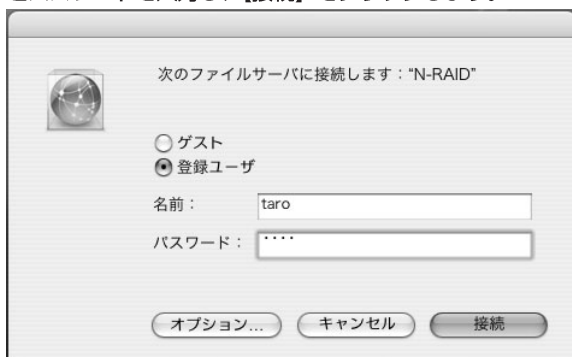 次のファイルサーバに接続します："N-RAID"
ゲスト
登録ユーザ
名前： taro
パスワード： ････
オプション... キャンセル 接続